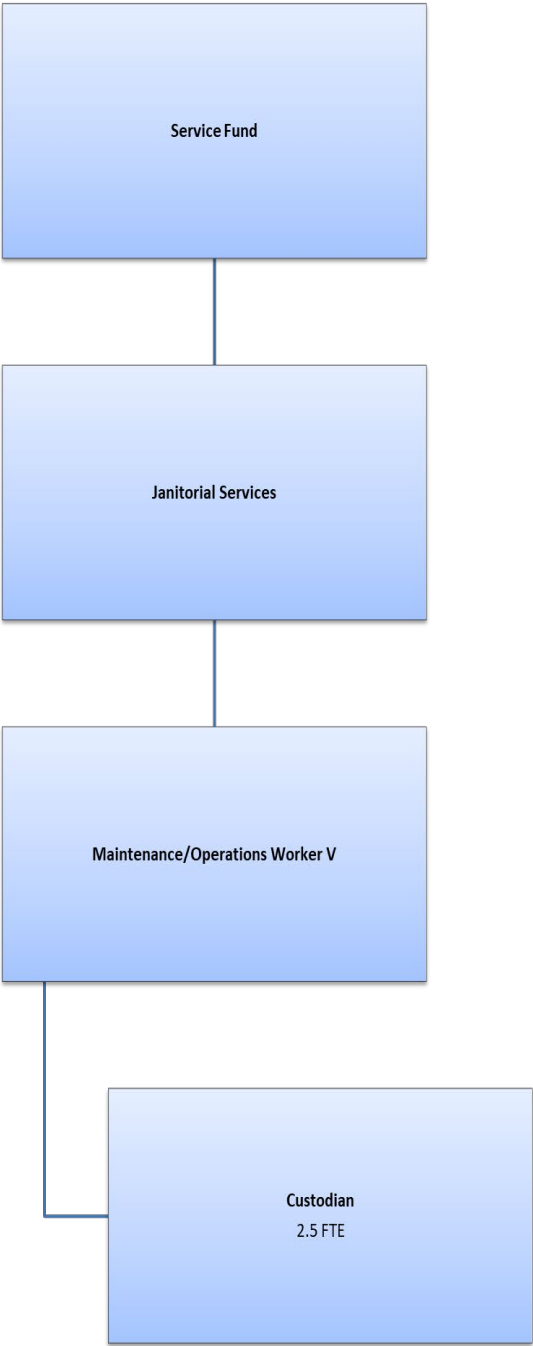 Service Fund
Janitorial Services
Maintenance/Operations Worker V
Custodian
2.5 FTE